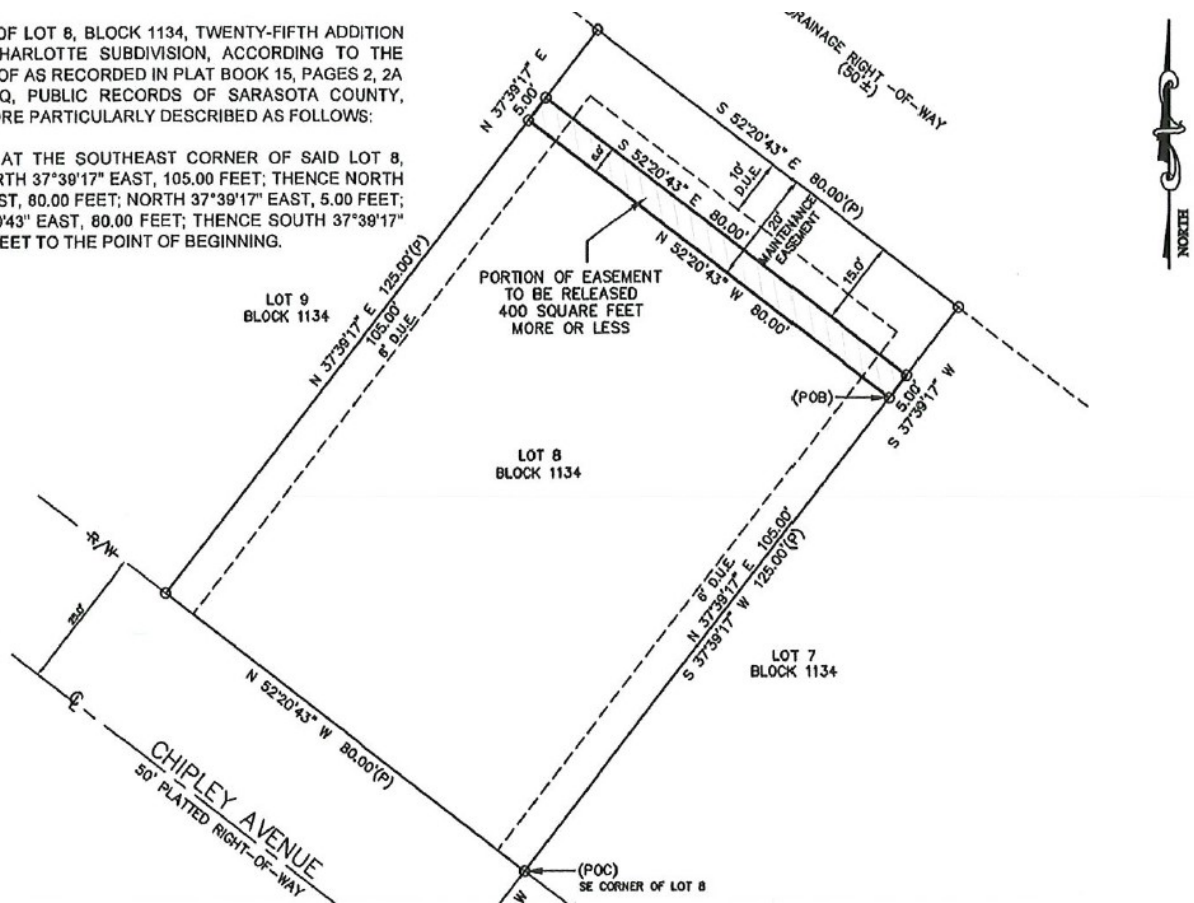 OF LOT 8, BLOCK 1134, TWENTY-FIFTH ADDITION
HARLOTTE SUBDIVISION, ACCORDING TO THE
OF AS RECORDED IN PLAT BOOK 15, PAGES 2, 2A
Q, PUBLIC RECORDS OF SARASOTA COUNTY,
RE PARTICULARLY DESCRIBED AS FOLLOWS:
AT THE SOUTHEAST CORNER OF SAID LOT 8,
RTH 37°39'17" EAST, 105.00 FEET; THENCE NORTH
ST, 80.00 FEET; NORTH 37°39'17" EAST, 5.00 FEET;
0'43" EAST, 80.00 FEET; THENCE SOUTH 37°39'17"
EET TO THE POINT OF BEGINNING.
DRAINAGE RIGHT-OF-WAY
(50'±)
NORTH
N 37°39'17" E
5.00'
S 52°20'43" E 80.00'(P)
6.0'
S 52°20'43" E 80.00'
10'
D.U.E
20'
MAINTENANCE
EASEMENT
15.0'
N 52°20'43" W 80.00'
PORTION OF EASEMENT
TO BE RELEASED
400 SQUARE FEET
MORE OR LESS
LOT 9
BLOCK 1134
N 37°39'17" E 125.00'(P)
105.00'
6' D.U.E
(POB)
5.00'
S 37°39'17" W
LOT 8
BLOCK 1134
6' D.U.E.
N 37°39'17" E 105.00'
S 37°39'17" W 125.00'(P)
LOT 7
BLOCK 1134
R/W
25.0'
N 52°20'43" W 80.00'(P)
CHIPLEY AVENUE
50' PLATTED RIGHT-OF-WAY
(POC)
SE CORNER OF LOT 8
W